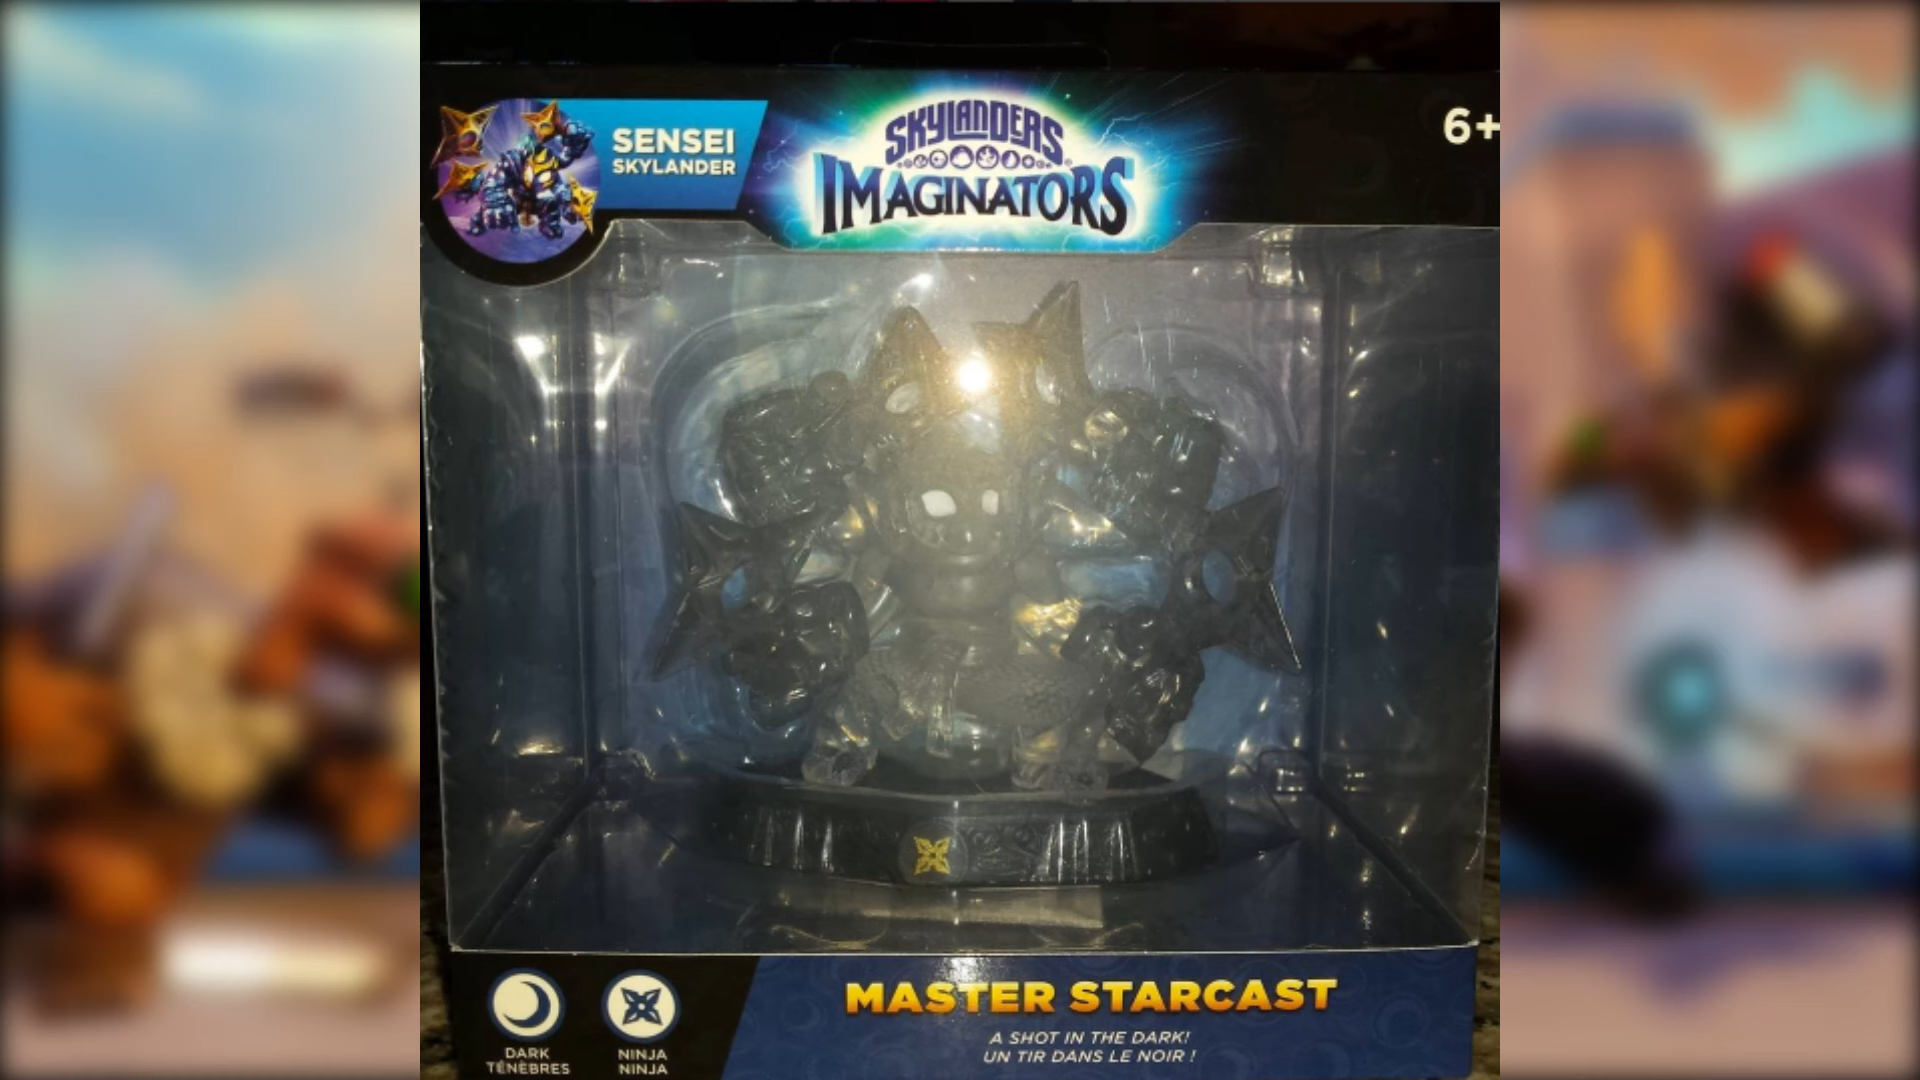 SENSEI
SKYLANDER
SKYLANDERS
IMAGINATORS
6+
MASTER STARCAST
A SHOT IN THE DARK!
UN TIR DANS LE NOIR !
DARK
TÉNÈBRES
NINJA
NINJA